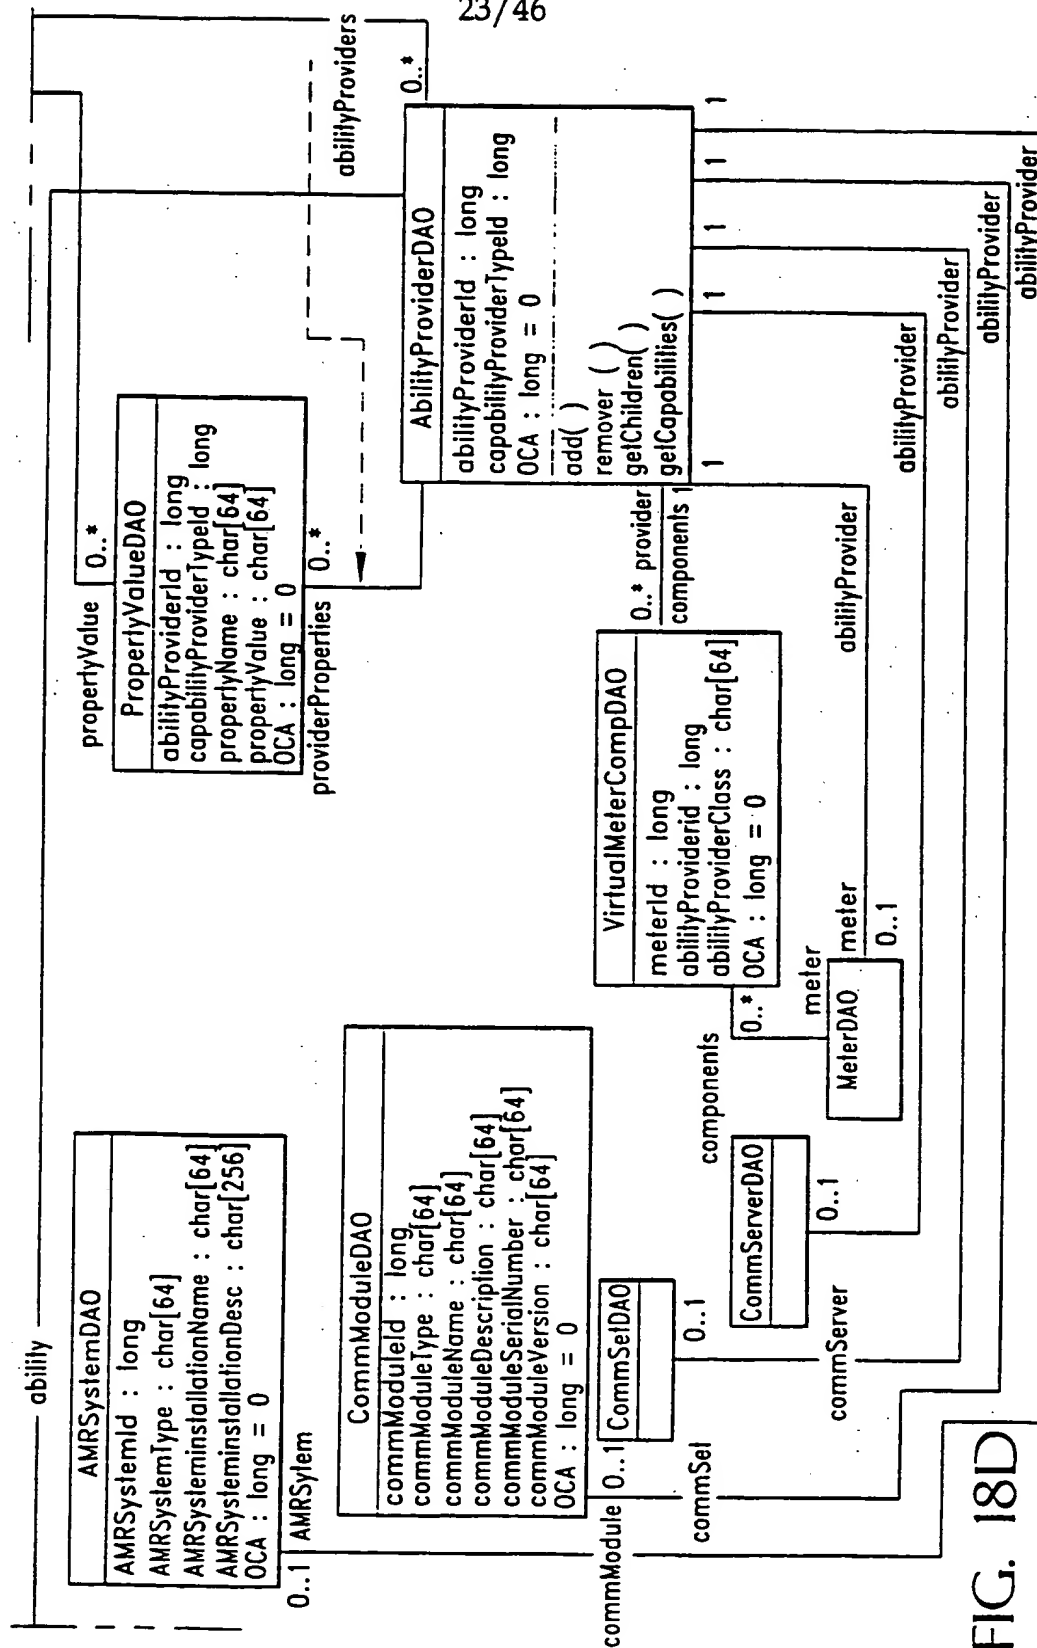 23/46
ability
propertyValue
0..*
PropertyValueDAO
abilityProviderId : long
capabilityProviderTypeId : long
propertyName : char[64]
propertyValue : char[64]
OCA : long = 0
providerProperties
0..*
abilityProviders
0..*
AbilityProviderDAO
abilityProviderId : long
capabilityProviderTypeId : long
OCA : long = 0
add( )
remover ( )
getChildren( )
getCapabilities( )
AMRSystemDAO
AMRSystemId : long
AMRSystemType : char[64]
AMRSysteminstallationName : char[64]
AMRSysteminstallationDesc : char[256]
OCA : long = 0
0..1
AMRSytem
CommModuleDAO
commModuleId : long
commModuleType : char[64]
commModuleName : char[64]
commModuleDescription : char[64]
commModuleSerialNumber : char[64]
commModuleVersion : char[64]
OCA : long = 0
commModule
0..1
VirtualMeterCompDAO
meterId : long
abilityProviderid : long
abilityProviderClass : char[64]
OCA : long = 0
0..* provider
components 1
components
0..*
meter
MeterDAO
meter
0..1
abilityProvider
1
CommSetDAO
0..1
commSet
CommServerDAO
0..1
commServer
abilityProvider
1
abilityProvider
1
abilityProvider
1
abilityProvider
1
FIG. 18D